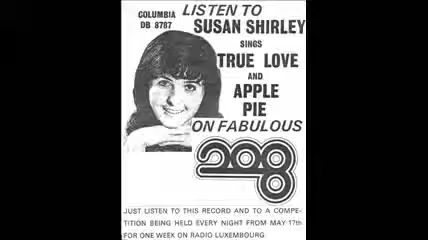 COLUMBIA
DB 8787
LISTEN TO
SUSAN SHIRLEY
SINGS
TRUE LOVE
AND
APPLE
PIE
ON FABULOUS
208
JUST LISTEN TO THIS RECORD AND TO A COMPE-
TITION BEING HELD EVERY NIGHT FROM MAY 17th
FOR ONE WEEK ON RADIO LUXEMBOURG